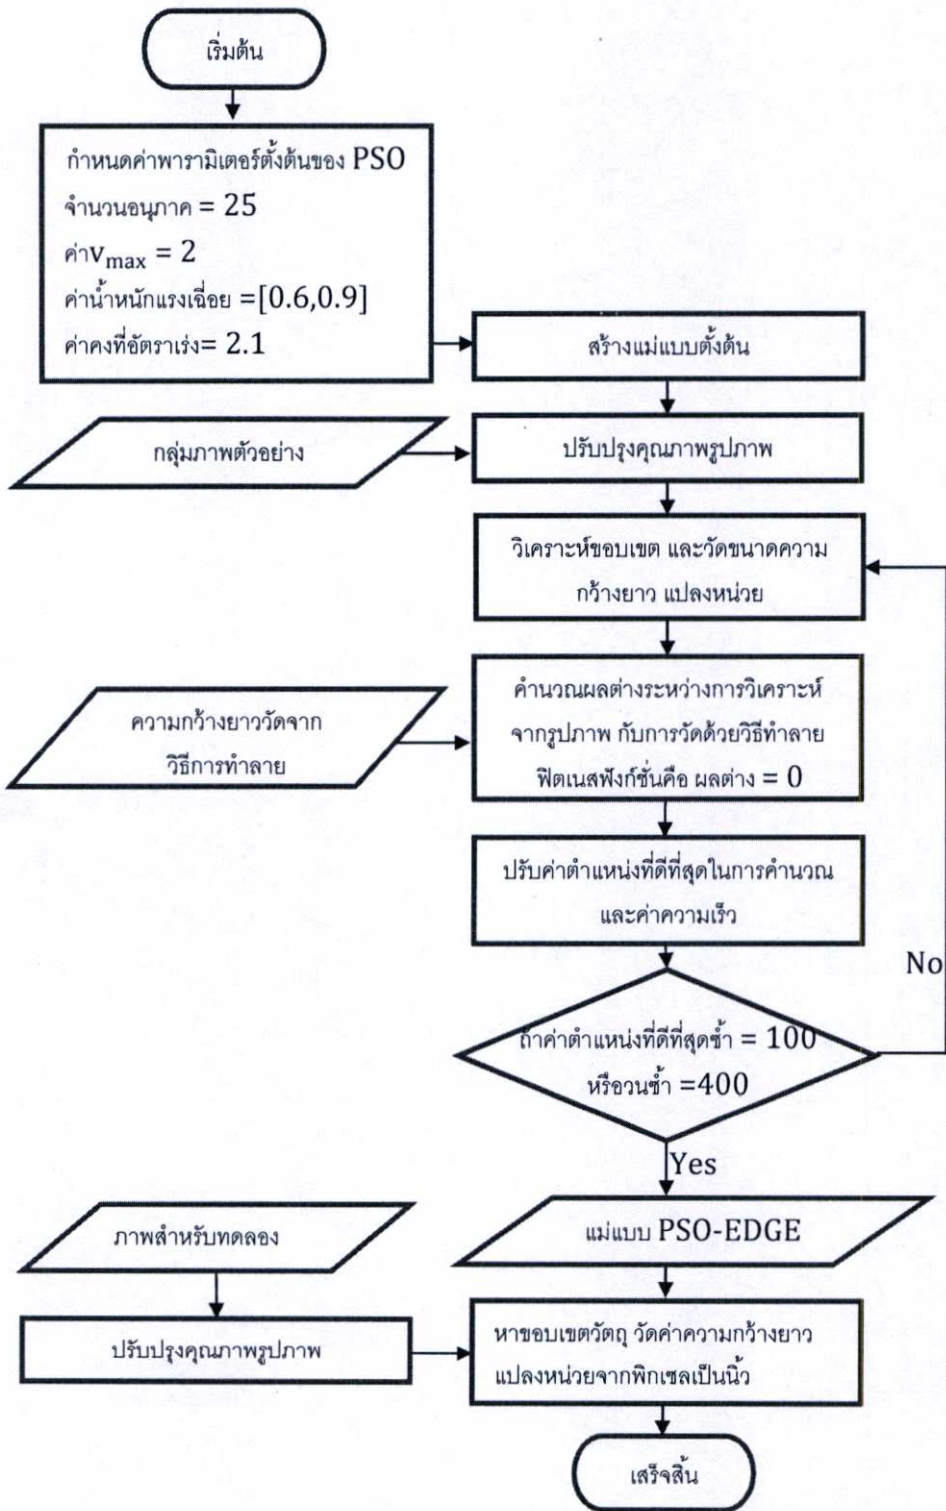 เริ่มต้น
กำหนดค่าพารามิเตอร์ตั้งต้นของ PSO
จำนวนอนุภาค = 25
ค่าvmax = 2
ค่าน้ำหนักแรงเฉื่อย =[0.6,0.9]
ค่าคงที่อัตราเร่ง= 2.1
สร้างแม่แบบตั้งต้น
กลุ่มภาพตัวอย่าง
ปรับปรุงคุณภาพรูปภาพ
วิเคราะห์ขอบเขต และวัดขนาดความ
กว้างยาว แปลงหน่วย
ความกว้างยาววัดจาก
วิธีการทำลาย
คำนวณผลต่างระหว่างการวิเคราะห์
จากรูปภาพ กับการวัดด้วยวิธีทำลาย
ฟิตเนสฟังก์ชั่นคือ ผลต่าง = 0
ปรับค่าตำแหน่งที่ดีที่สุดในการคำนวณ
และค่าความเร็ว
No
ถ้าค่าตำแหน่งที่ดีที่สุดซ้ำ = 100
หรือวนซ้ำ =400
Yes
ภาพสำหรับทดลอง
แม่แบบ PSO-EDGE
ปรับปรุงคุณภาพรูปภาพ
หาขอบเขตวัตถุ วัดค่าความกว้างยาว
แปลงหน่วยจากพิกเซลเป็นนิ้ว
เสร็จสิ้น